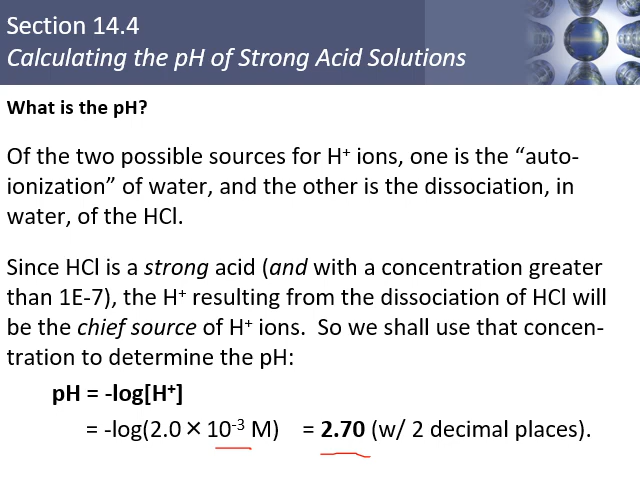 Section 14.4
Calculating the pH of Strong Acid Solutions
What is the pH?
Of the two possible sources for H⁺ ions, one is the “auto-
ionization” of water, and the other is the dissociation, in
water, of the HCl.
Since HCl is a strong acid (and with a concentration greater
than 1E-7), the H⁺ resulting from the dissociation of HCl will
be the chief source of H⁺ ions.  So we shall use that concen-
tration to determine the pH:
pH = -log[H⁺]
= -log(2.0 × 10⁻³ M)   = 2.70 (w/ 2 decimal places).